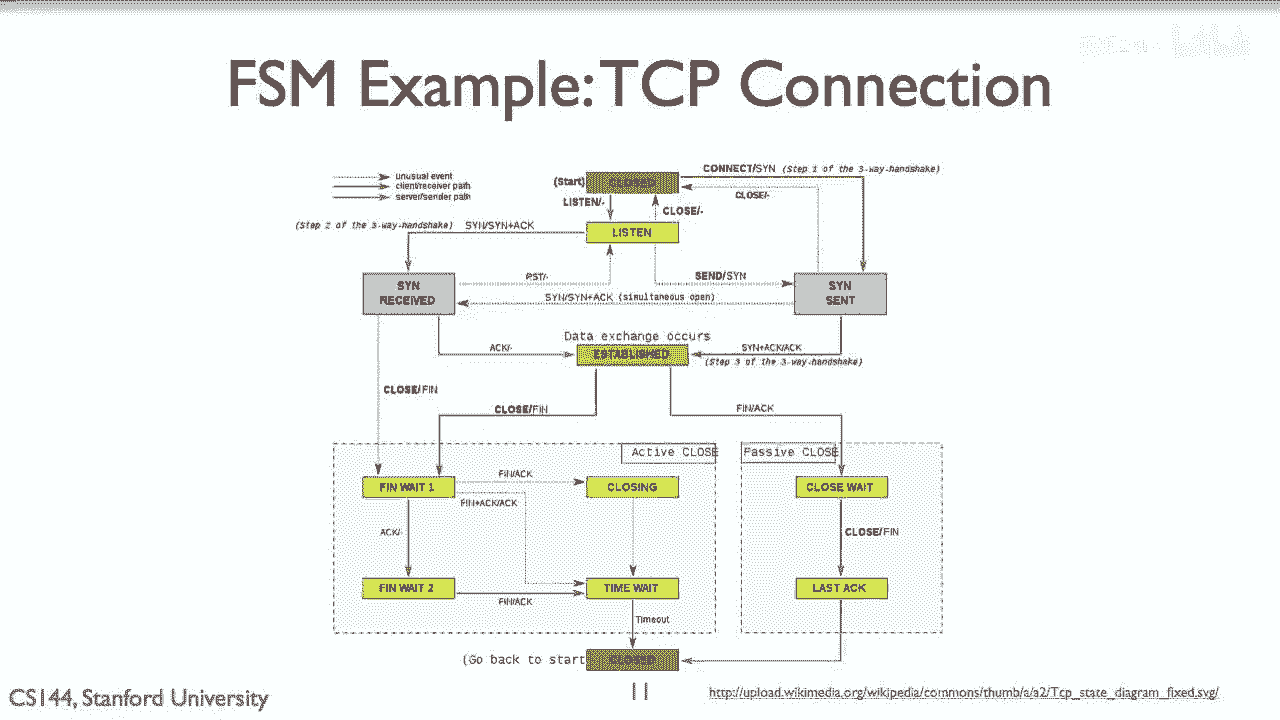 FSM Example: TCP Connection
unusual event
client/receiver path
server/sender path
(Start)
CLOSED
CONNECT/SYN (Step 1 of the 3-way-handshake)
CLOSE/-
LISTEN/-
CLOSE/-
(Step 2 of the 3-way-handshake) SYN/SYN+ACK
LISTEN
SYN
RECEIVED
RST/-
SEND/SYN
SYN
SENT
SYN/SYN+ACK (simultaneous open)
Data exchange occurs
ACK/-
ESTABLISHED
SYN+ACK/ACK
(Step 3 of the 3-way-handshake)
CLOSE/FIN
CLOSE/FIN
FIN/ACK
Active CLOSE
Passive CLOSE
FIN WAIT 1
FIN/ACK
CLOSING
CLOSE WAIT
FIN+ACK/ACK
ACK/-
CLOSE/FIN
FIN WAIT 2
FIN/ACK
TIME WAIT
LAST ACK
Timeout
(Go back to start
CLOSED
CS144, Stanford University
11
http://upload.wikimedia.org/wikipedia/commons/thumb/a/a2/Tcp_state_diagram_fixed.svg/